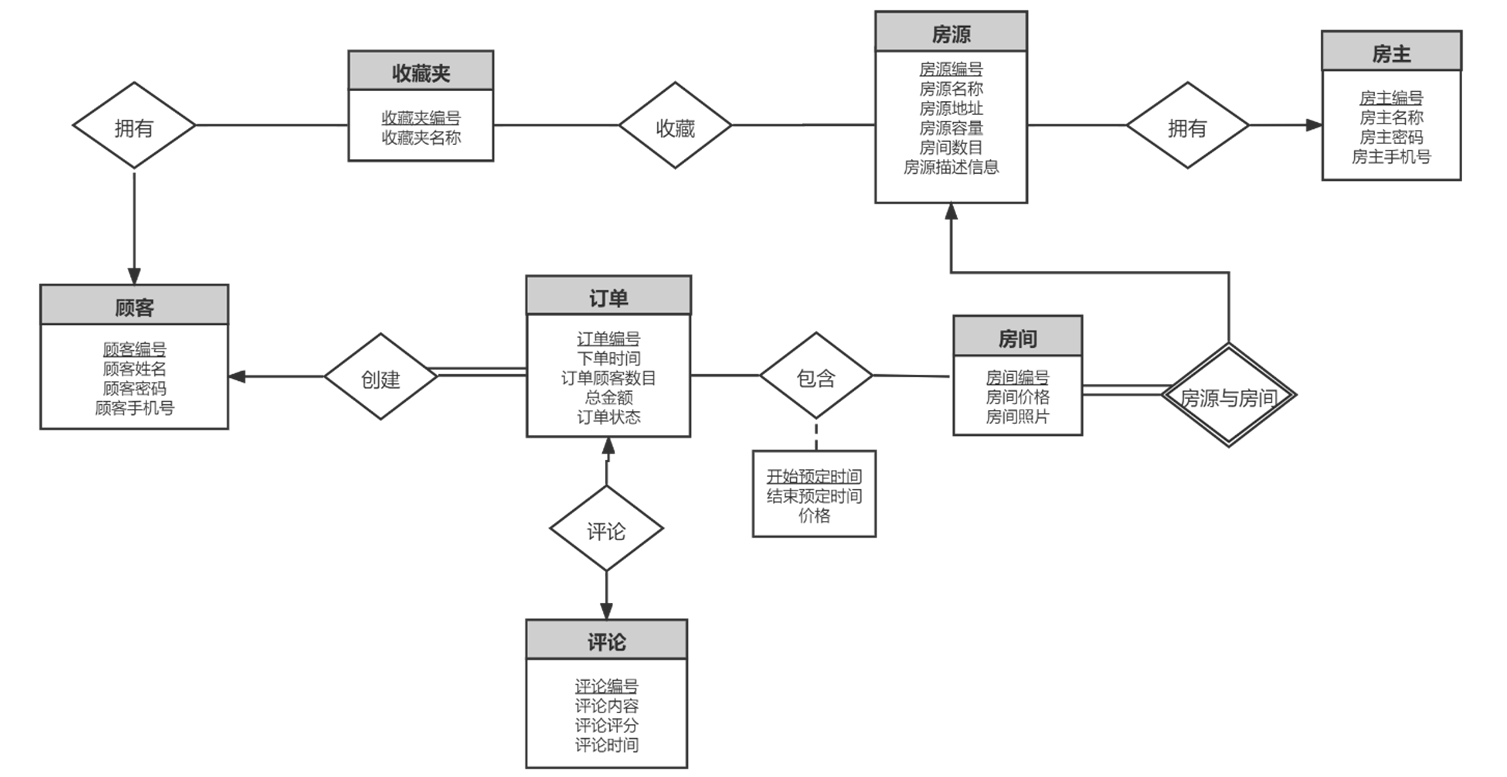 收藏夹
收藏夹编号
收藏夹名称
房源
房源编号
房源名称
房源地址
房源容量
房间数目
房源描述信息
房主
房主编号
房主名称
房主密码
房主手机号
拥有
收藏
拥有
顾客
顾客编号
顾客姓名
顾客密码
顾客手机号
创建
订单
订单编号
下单时间
订单顾客数目
总金额
订单状态
包含
开始预定时间
结束预定时间
价格
房间
房间编号
房间价格
房间照片
房源与房间
评论
评论
评论编号
评论内容
评论评分
评论时间